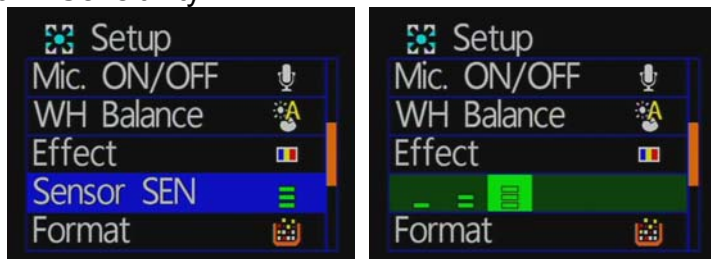 Setup
Mic. ON/OFF
WH Balance
A
Effect
Sensor SEN
Format
Setup
Mic. ON/OFF
WH Balance
A
Effect
Format